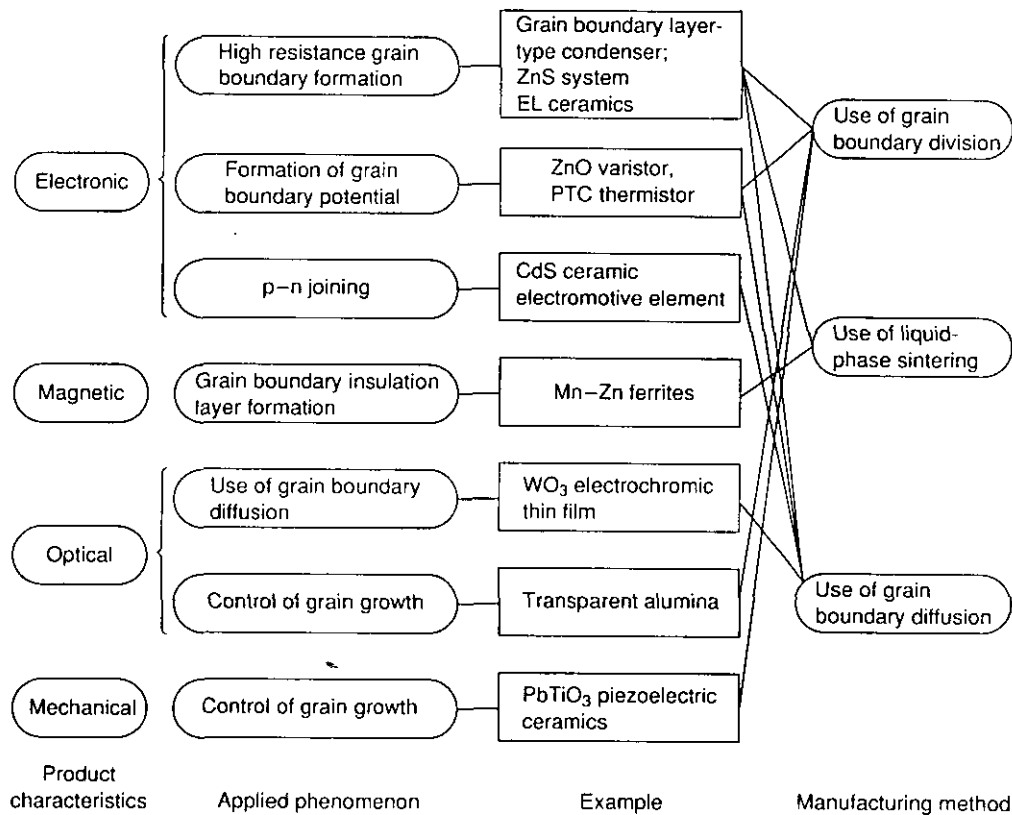 High resistance grain
boundary formation
Grain boundary layer-
type condenser;
ZnS system
EL ceramics
Use of grain
boundary division
Electronic
Formation of grain
boundary potential
ZnO varistor,
PTC thermistor
p–n joining
CdS ceramic
electromotive element
Use of liquid-
phase sintering
Magnetic
Grain boundary insulation
layer formation
Mn–Zn ferrites
Optical
Use of grain boundary
diffusion
WO₃ electrochromic
thin film
Control of grain growth
Transparent alumina
Use of grain
boundary diffusion
Mechanical
Control of grain growth
PbTiO₃ piezoelectric
ceramics
Product
characteristics
Applied phenomenon
Example
Manufacturing method